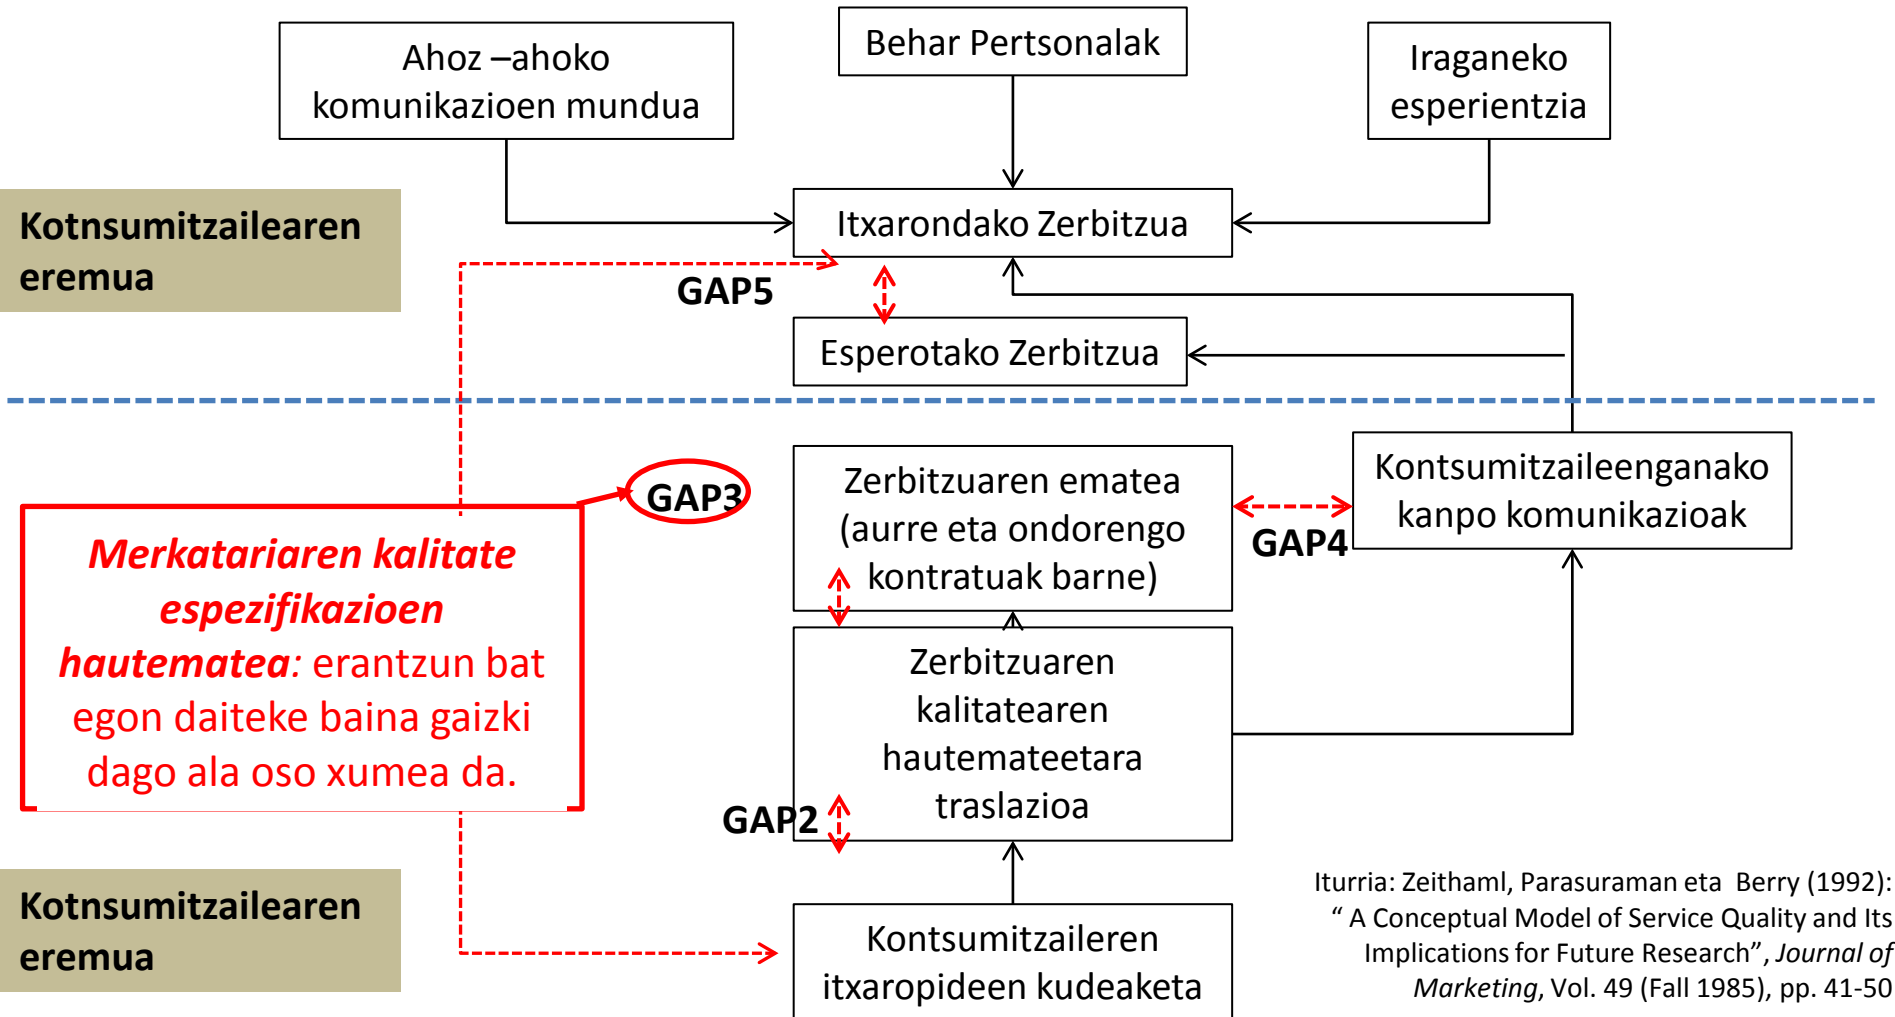 Ahoz –ahoko
komunikazioen mundua
Behar Pertsonalak
Iraganeko
esperientzia
Kotnsumitzailearen
eremua
Itxarondako Zerbitzua
GAP5
Esperotako Zerbitzua
GAP3
Merkatariaren kalitate
espezifikazioen
hautematea: erantzun bat
egon daiteke baina gaizki
dago ala oso xumea da.
Zerbitzuaren ematea
(aurre eta ondorengo
kontratuak barne)
GAP4
Kontsumitzaileenganako
kanpo komunikazioak
Zerbitzuaren
kalitatearen
hautemateetara
traslazioa
GAP2
Kotnsumitzailearen
eremua
Kontsumitzaileren
itxaropideen kudeaketa
Iturria: Zeithaml, Parasuraman eta Berry (1992):
“ A Conceptual Model of Service Quality and Its
Implications for Future Research”, Journal of
Marketing, Vol. 49 (Fall 1985), pp. 41-50